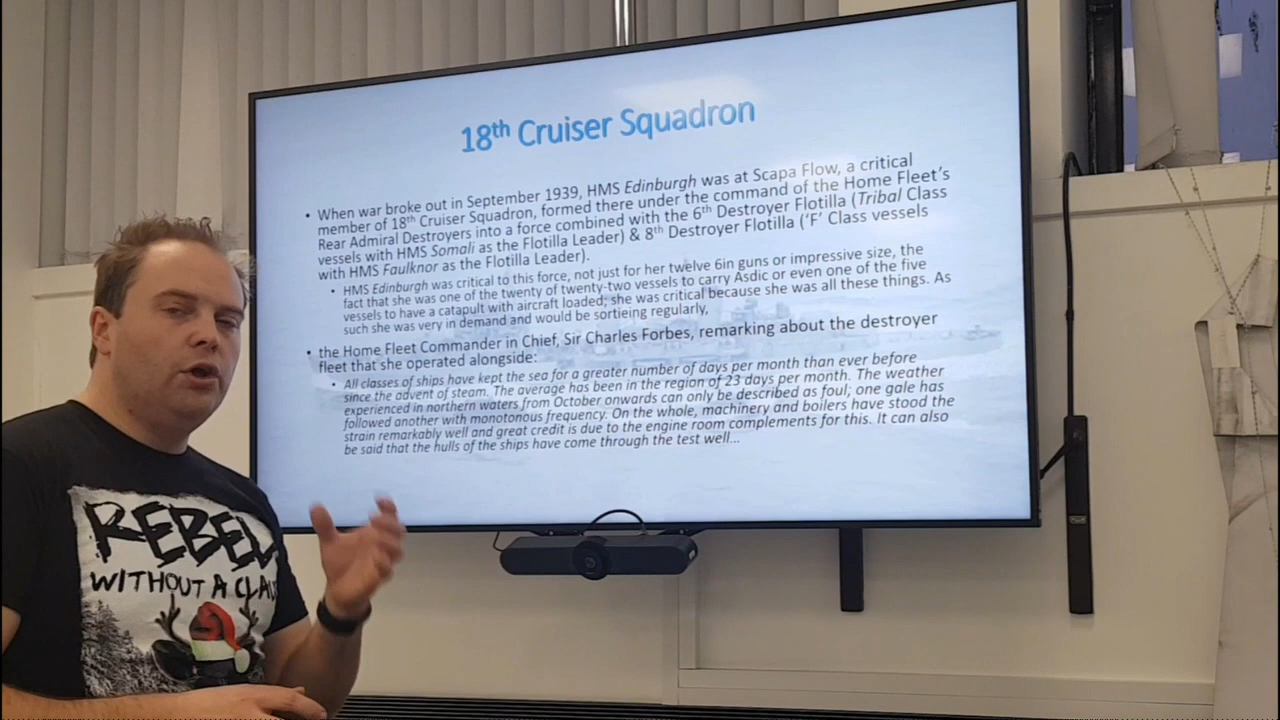 18th Cruiser Squadron
• When war broke out in September 1939, HMS Edinburgh was at Scapa Flow, a critical
member of 18th Cruiser Squadron, formed there under the command of the Home Fleet's
Rear Admiral Destroyers into a force combined with the 6th Destroyer Flotilla (Tribal Class
vessels with HMS Somali as the Flotilla Leader) & 8th Destroyer Flotilla ('F' Class vessels
with HMS Faulknor as the Flotilla Leader).
• HMS Edinburgh was critical to this force, not just for her twelve 6in guns or impressive size, the
fact that she was one of the twenty of twenty-two vessels to carry Asdic or even one of the five
vessels to have a catapult with aircraft loaded; she was critical because she was all these things. As
such she was very in demand and would be sortieing regularly,
• the Home Fleet Commander in Chief, Sir Charles Forbes, remarking about the destroyer
fleet that she operated alongside:
• All classes of ships have kept the sea for a greater number of days per month than ever before
since the advent of steam. The average has been in the region of 23 days per month. The weather
experienced in northern waters from October onwards can only be described as foul; one gale has
followed another with monotonous frequency. On the whole, machinery and boilers have stood the
strain remarkably well and great credit is due to the engine room complements for this. It can also
be said that the hulls of the ships have come through the test well...
REBEL
WITHOUT A CLAU